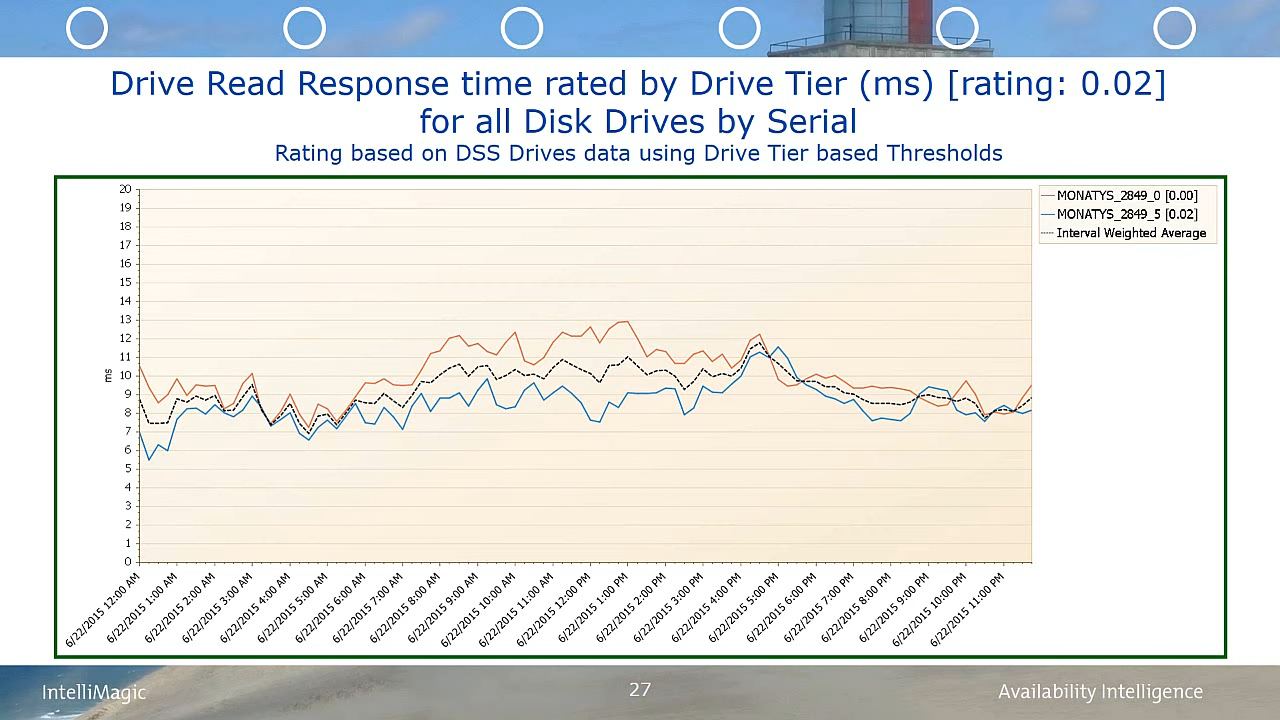 Drive Read Response time rated by Drive Tier (ms) [rating: 0.02]
for all Disk Drives by Serial
Rating based on DSS Drives data using Drive Tier based Thresholds
20
19
18
17
16
15
14
13
12
11
10
9
8
7
6
5
4
3
2
1
0
ms
MONATYS_2849_0 [0.00]
MONATYS_2849_5 [0.02]
Interval Weighted Average
6/22/2015 12:00 AM
6/22/2015 1:00 AM
6/22/2015 2:00 AM
6/22/2015 3:00 AM
6/22/2015 4:00 AM
6/22/2015 5:00 AM
6/22/2015 6:00 AM
6/22/2015 7:00 AM
6/22/2015 8:00 AM
6/22/2015 9:00 AM
6/22/2015 10:00 AM
6/22/2015 11:00 AM
6/22/2015 12:00 PM
6/22/2015 1:00 PM
6/22/2015 2:00 PM
6/22/2015 3:00 PM
6/22/2015 4:00 PM
6/22/2015 5:00 PM
6/22/2015 6:00 PM
6/22/2015 7:00 PM
6/22/2015 8:00 PM
6/22/2015 9:00 PM
6/22/2015 10:00 PM
6/22/2015 11:00 PM
IntelliMagic
27
Availability Intelligence